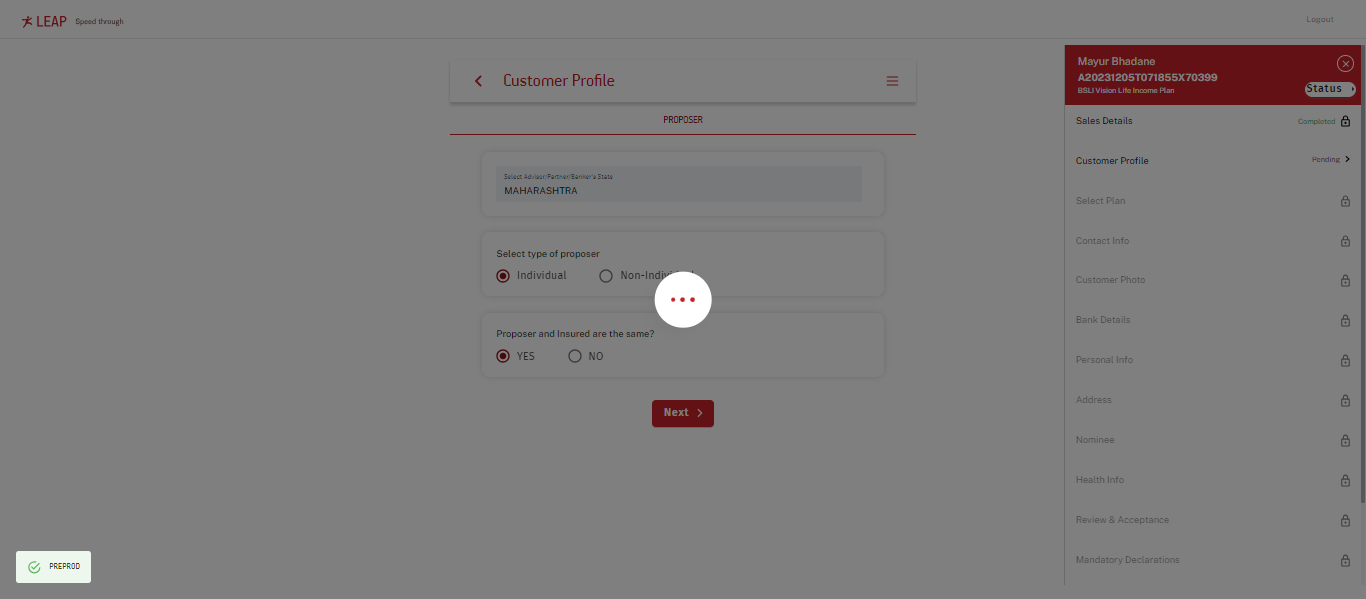 LEAP Speed through
Logout
Customer Profile
PROPOSER
Select Advisor/Partner/Banker's State
MAHARASHTRA
Select type of proposer
Individual
Proposer and Insured are the same?
YES
NO
Next
PREPROD
Mayur Bhadane
A20231205T071855X70399
BSLI Vision Life Income Plan
Status
Sales Details
Completed
Customer Profile
Pending
Select Plan
Contact Info
Customer Photo
Bank Details
Personal Info
Address
Nominee
Health Info
Review & Acceptance
Mandatory Declarations